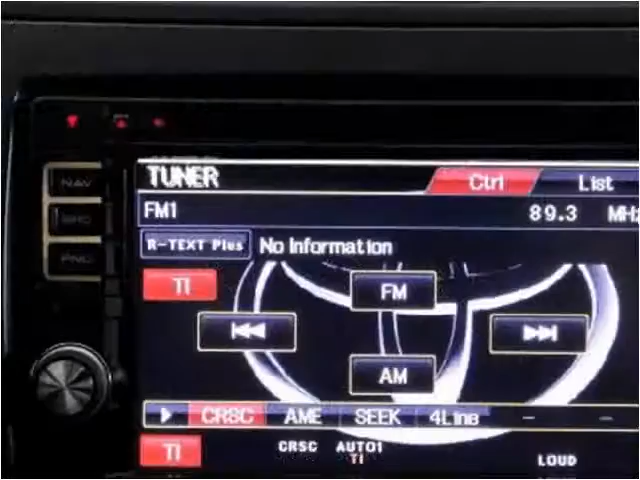 TUNER Ctrl List
FM1 89.3 MHz
R-TEXT Plus No Information
TI
FM
AM
CRSC AME SEEK 4Line
TI CRSC AUTO1
TI
LOUD
NAV